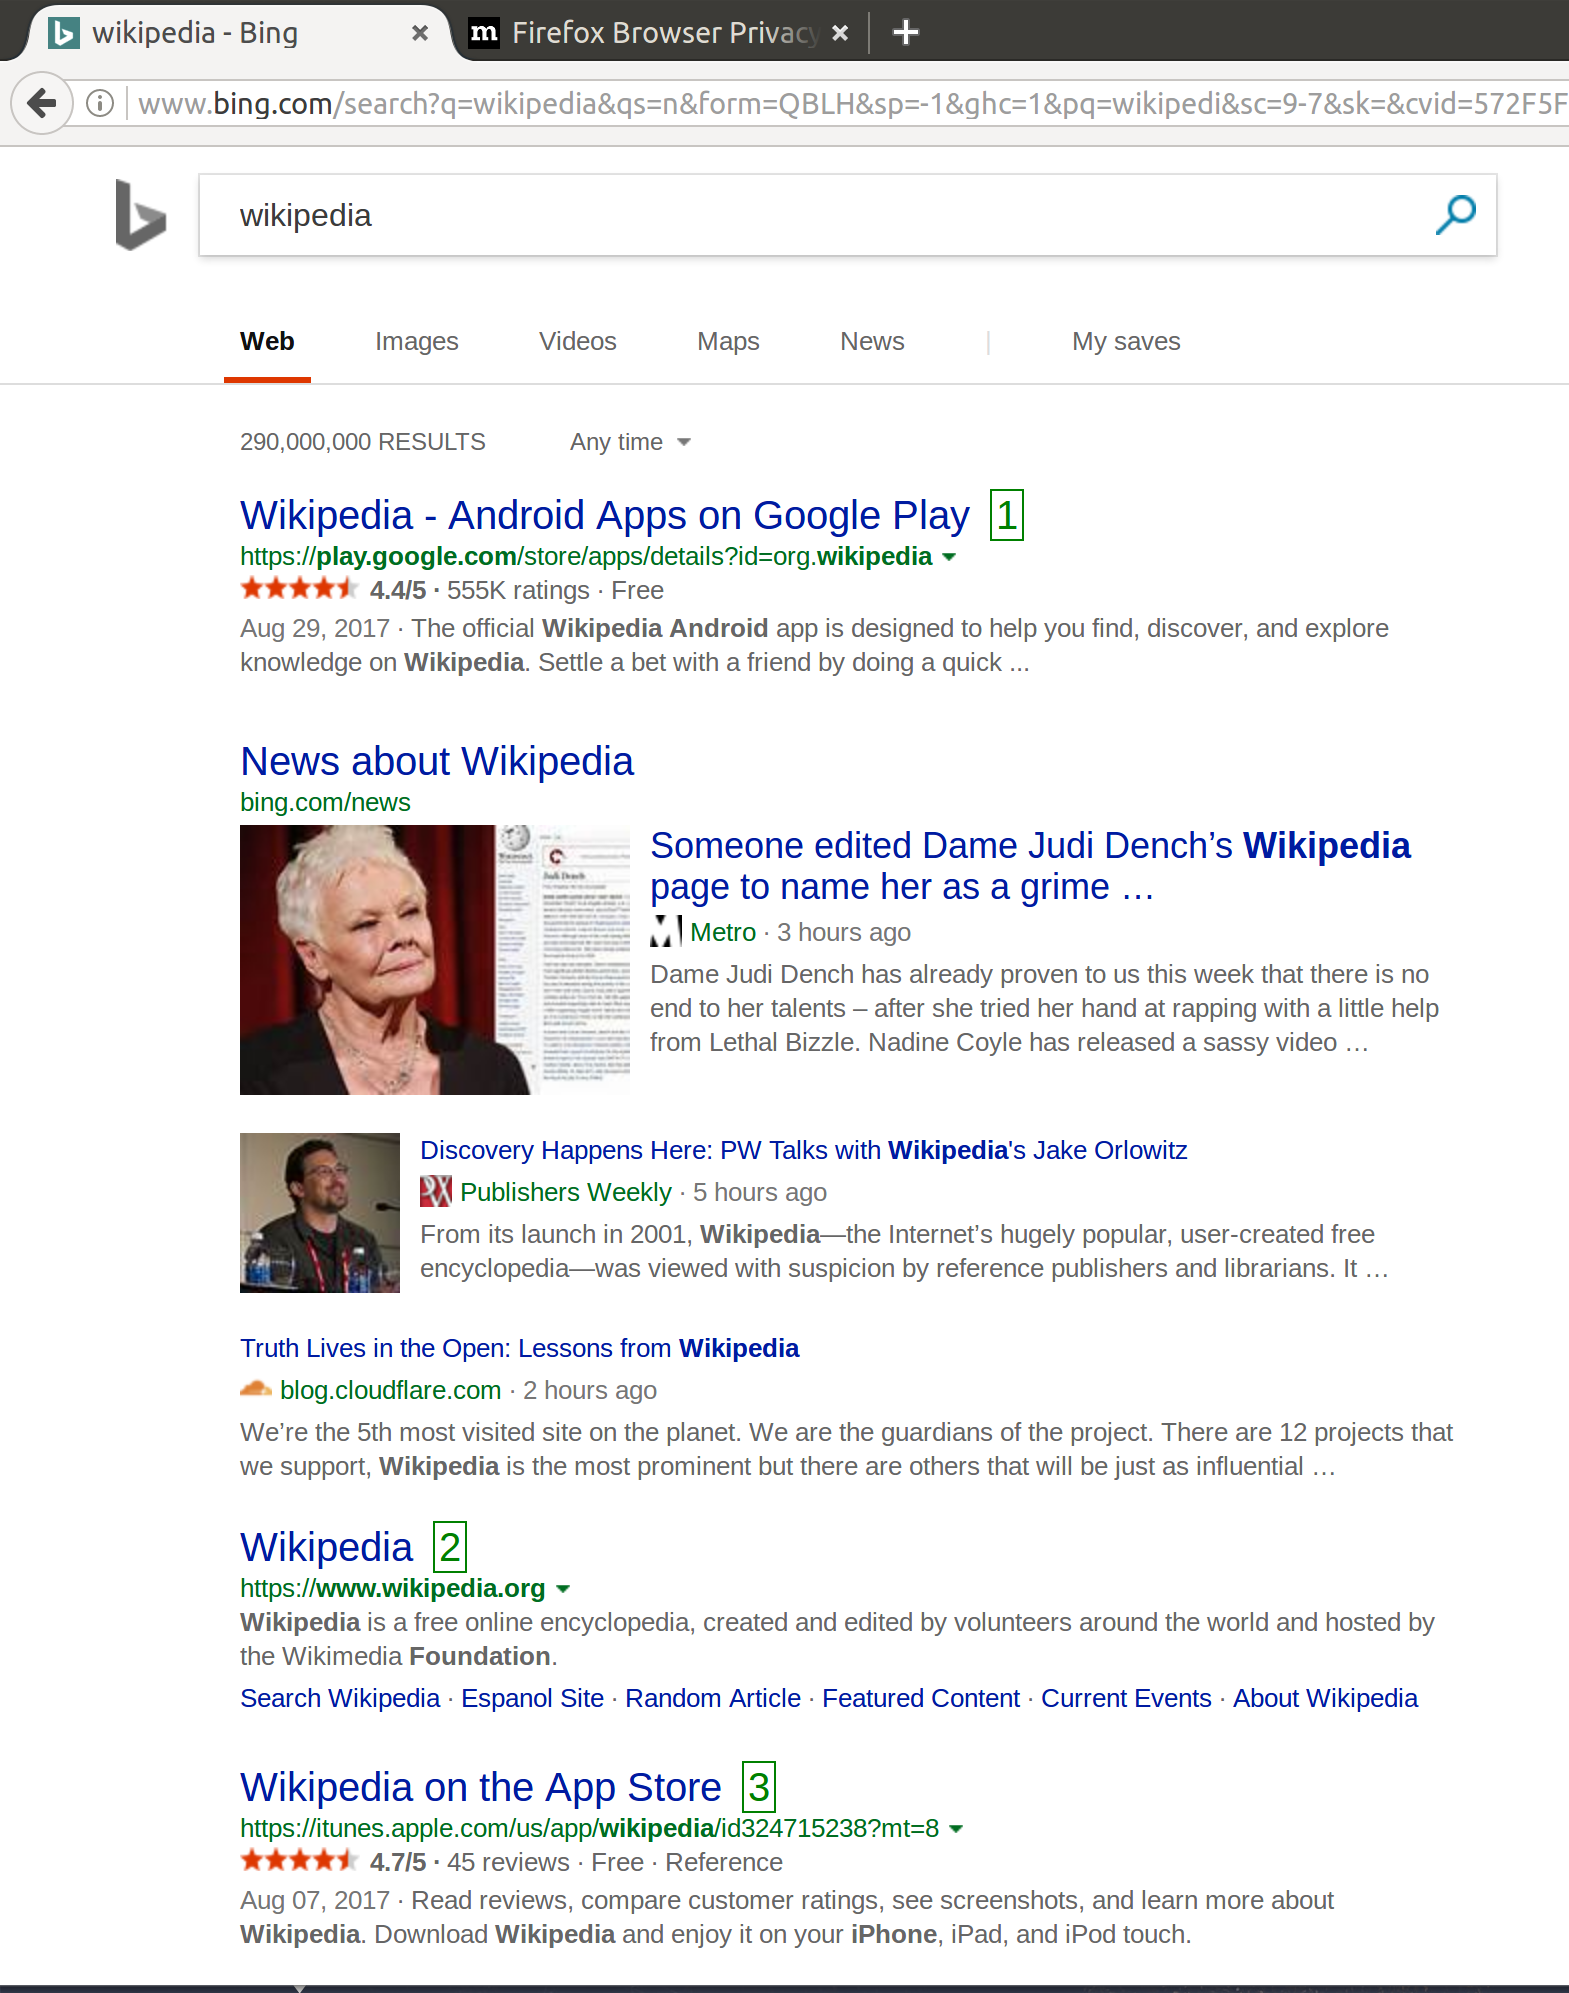 wikipedia - Bing
Firefox Browser Privacy
www.bing.com/search?q=wikipedia&qs=n&form=QBLH&sp=-1&ghc=1&pq=wikipedi&sc=9-7&sk=&cvid=572F5F
wikipedia
Web Images Videos Maps News | My saves
290,000,000 RESULTS Any time
Wikipedia - Android Apps on Google Play 1
https://play.google.com/store/apps/details?id=org.wikipedia
4.4/5 · 555K ratings · Free
Aug 29, 2017 · The official Wikipedia Android app is designed to help you find, discover, and explore
knowledge on Wikipedia. Settle a bet with a friend by doing a quick ...
News about Wikipedia
bing.com/news
Judi Dench
Someone edited Dame Judi Dench’s Wikipedia
page to name her as a grime …
Metro · 3 hours ago
Dame Judi Dench has already proven to us this week that there is no
end to her talents – after she tried her hand at rapping with a little help
from Lethal Bizzle. Nadine Coyle has released a sassy video …
Discovery Happens Here: PW Talks with Wikipedia's Jake Orlowitz
Publishers Weekly · 5 hours ago
From its launch in 2001, Wikipedia—the Internet’s hugely popular, user-created free
encyclopedia—was viewed with suspicion by reference publishers and librarians. It …
Truth Lives in the Open: Lessons from Wikipedia
blog.cloudflare.com · 2 hours ago
We’re the 5th most visited site on the planet. We are the guardians of the project. There are 12 projects that
we support, Wikipedia is the most prominent but there are others that will be just as influential …
Wikipedia 2
https://www.wikipedia.org
Wikipedia is a free online encyclopedia, created and edited by volunteers around the world and hosted by
the Wikimedia Foundation.
Search Wikipedia · Espanol Site · Random Article · Featured Content · Current Events · About Wikipedia
Wikipedia on the App Store 3
https://itunes.apple.com/us/app/wikipedia/id324715238?mt=8
4.7/5 · 45 reviews · Free · Reference
Aug 07, 2017 · Read reviews, compare customer ratings, see screenshots, and learn more about
Wikipedia. Download Wikipedia and enjoy it on your iPhone, iPad, and iPod touch.